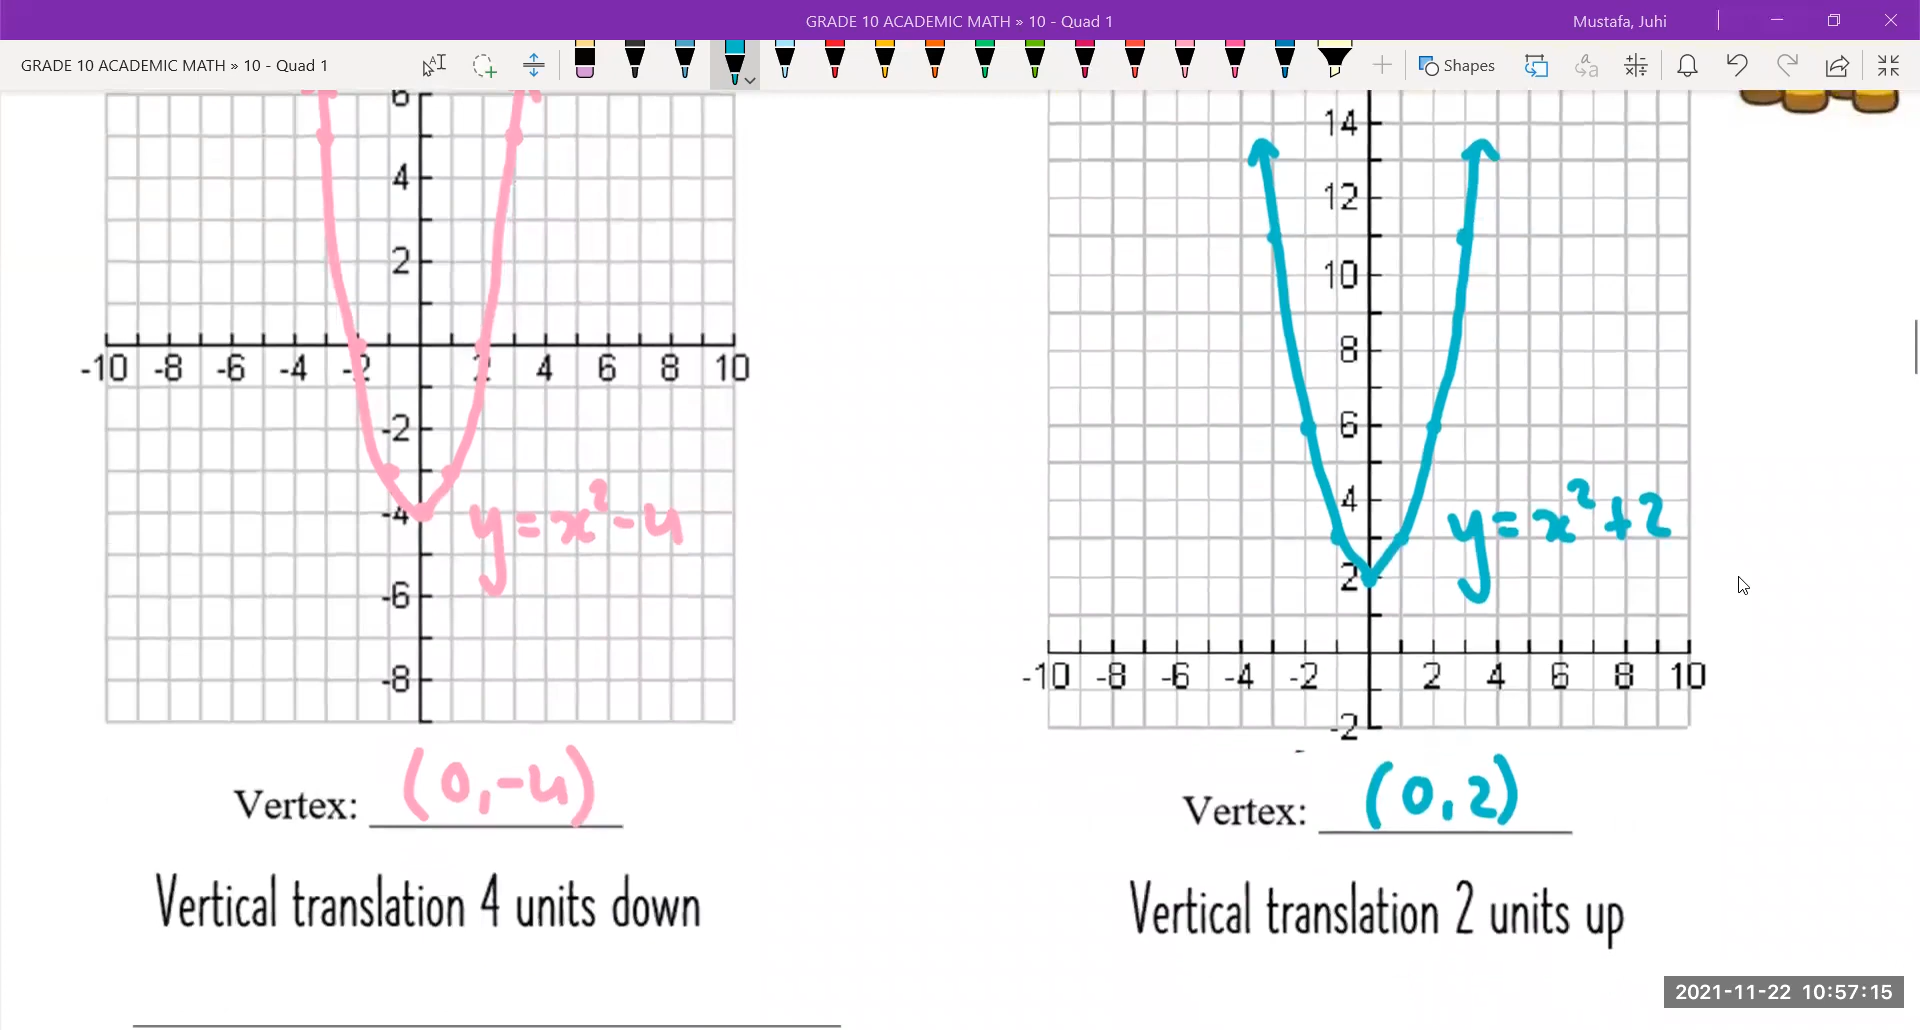 GRADE 10 ACADEMIC MATH » 10 - Quad 1
Mustafa, Juhi
GRADE 10 ACADEMIC MATH » 10 - Quad 1
Shapes
6
4
2
-10 -8 -6 -4 -2 2 4 6 8 10
-2
-4
-6
-8
y = x² - 4
Vertex: (0, -4)
Vertical translation 4 units down
14
12
10
8
6
4
2
-10 -8 -6 -4 -2 2 4 6 8 10
-2
y = x² + 2
Vertex: (0, 2)
Vertical translation 2 units up
2021-11-22 10:57:15